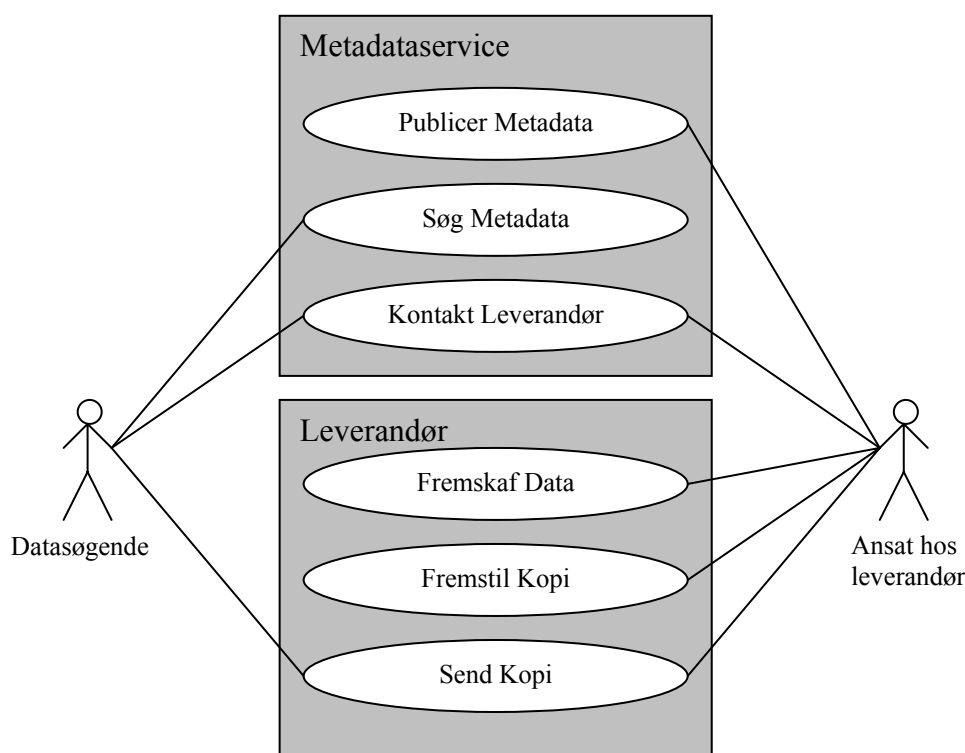 Metadataservice
Publicer Metadata
Søg Metadata
Kontakt Leverandør
Leverandør
Fremskaf Data
Fremstil Kopi
Send Kopi
Datasøgende
Ansat hos
leverandør